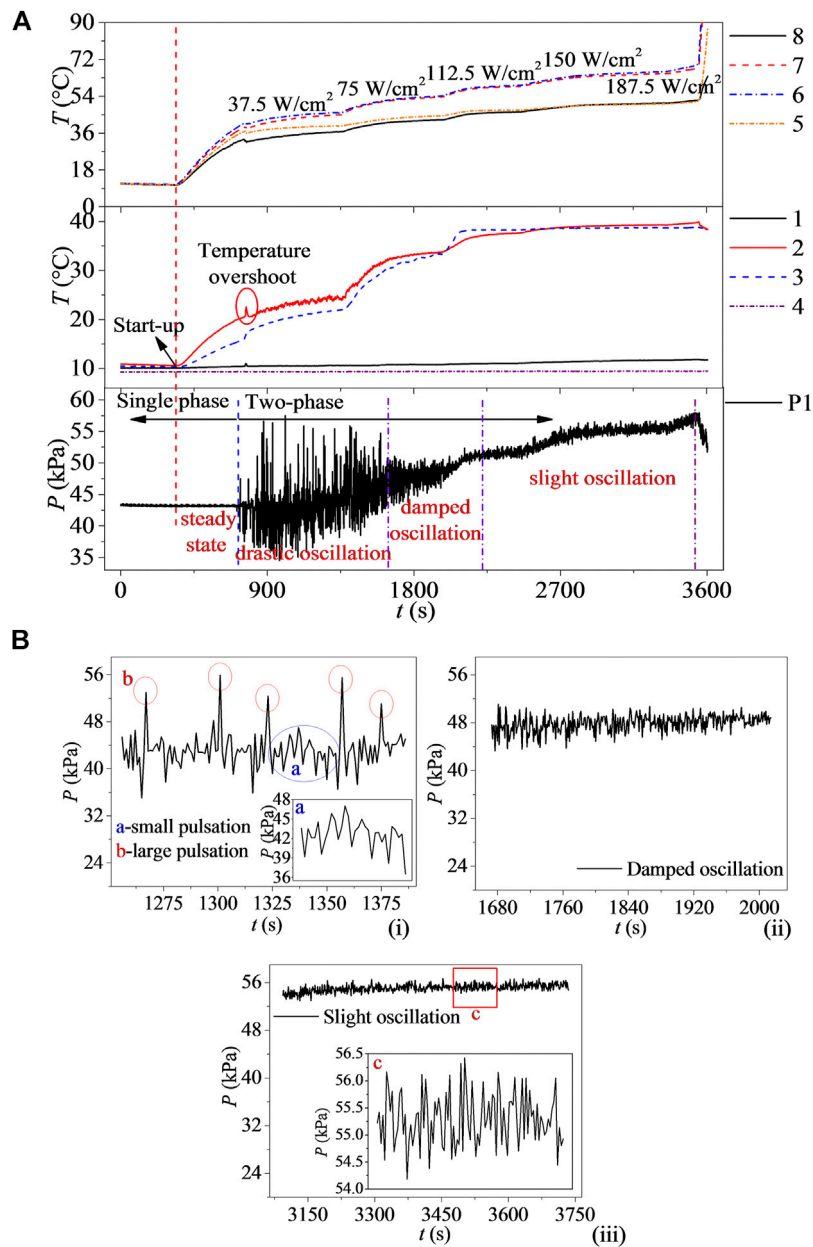 A
90
72
54
36
18
0
T (°C)
37.5 W/cm²
75 W/cm²
112.5 W/cm²
150 W/cm²
187.5 W/cm²
8
7
6
5
40
30
20
10
T (°C)
Temperature
overshoot
Start-up
1
2
3
4
60
55
50
45
40
35
P (kPa)
Single phase
Two-phase
steady
state
drastic oscillation
damped
oscillation
slight oscillation
P1
0 900 1800 2700 3600
t (s)
B
56
48
40
32
24
P (kPa)
b
a
a-small pulsation
b-large pulsation
a
48
45
42
39
36
P (kPa)
1275 1300 1325 1350 1375
t (s)
(i)
56
48
40
32
24
P (kPa)
Damped oscillation
1680 1760 1840 1920 2000
t (s)
(ii)
56
48
40
32
24
P (kPa)
Slight oscillation
c
c
56.5
56.0
55.5
55.0
54.5
54.0
P (kPa)
3150 3300 3450 3600 3750
t (s)
(iii)